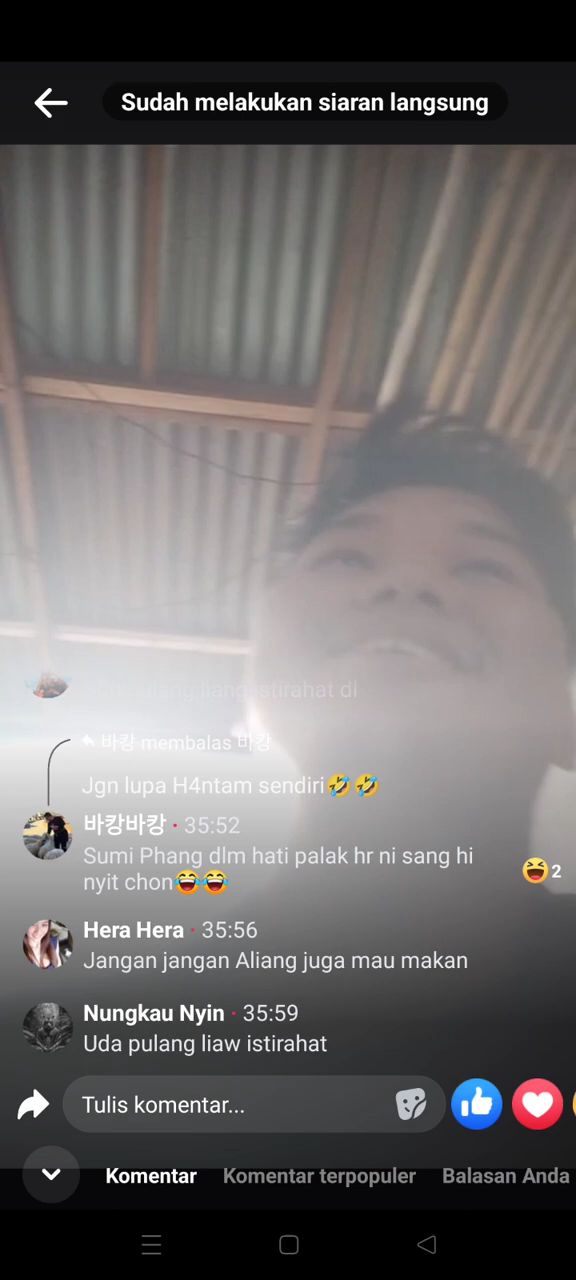 Sudah melakukan siaran langsung
istirahat dl
바캉 membalas 바캉
Jgn lupa H4ntam sendiri🤣🤣
바캉바캉 · 35:52
Sumi Phang dlm hati palak hr ni sang hi
nyit chon😂😂
😆2
Hera Hera · 35:56
Jangan jangan Aliang juga mau makan
Nungkau Nyin · 35:59
Uda pulang liaw istirahat
Tulis komentar...
Komentar Komentar terpopuler Balasan Anda